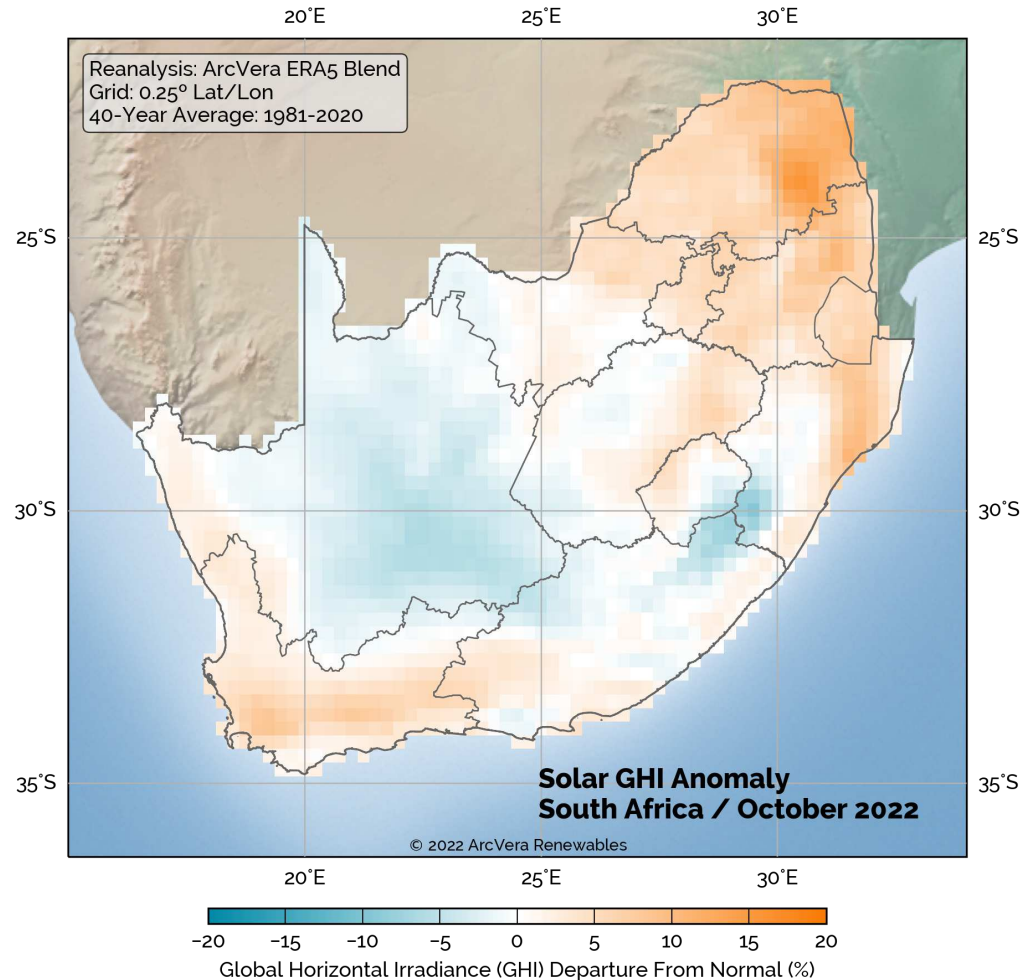 20°E 25°E 30°E
Reanalysis: ArcVera ERA5 Blend
Grid: 0.25º Lat/Lon
40-Year Average: 1981-2020
25°S 25°S
30°S 30°S
35°S 35°S
Solar GHI Anomaly
South Africa / October 2022
© 2022 ArcVera Renewables
20°E 25°E 30°E
−20 −15 −10 −5 0 5 10 15 20
Global Horizontal Irradiance (GHI) Departure From Normal (%)